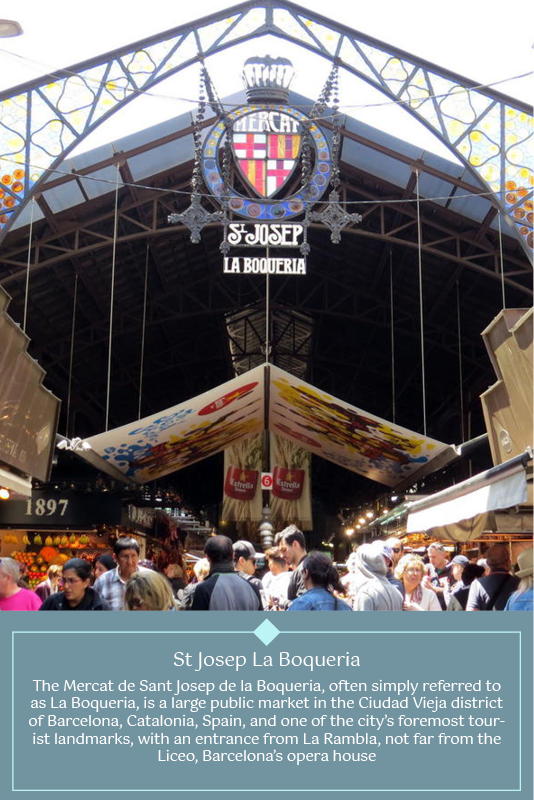 MERCAT
ST JOSEP
LA BOQUERIA
Estrella
Estrella
6
1897
St Josep La Boqueria
The Mercat de Sant Josep de la Boqueria, often simply referred to
as La Boqueria, is a large public market in the Ciudad Vieja district
of Barcelona, Catalonia, Spain, and one of the city's foremost tour-
ist landmarks, with an entrance from La Rambla, not far from the
Liceo, Barcelona's opera house